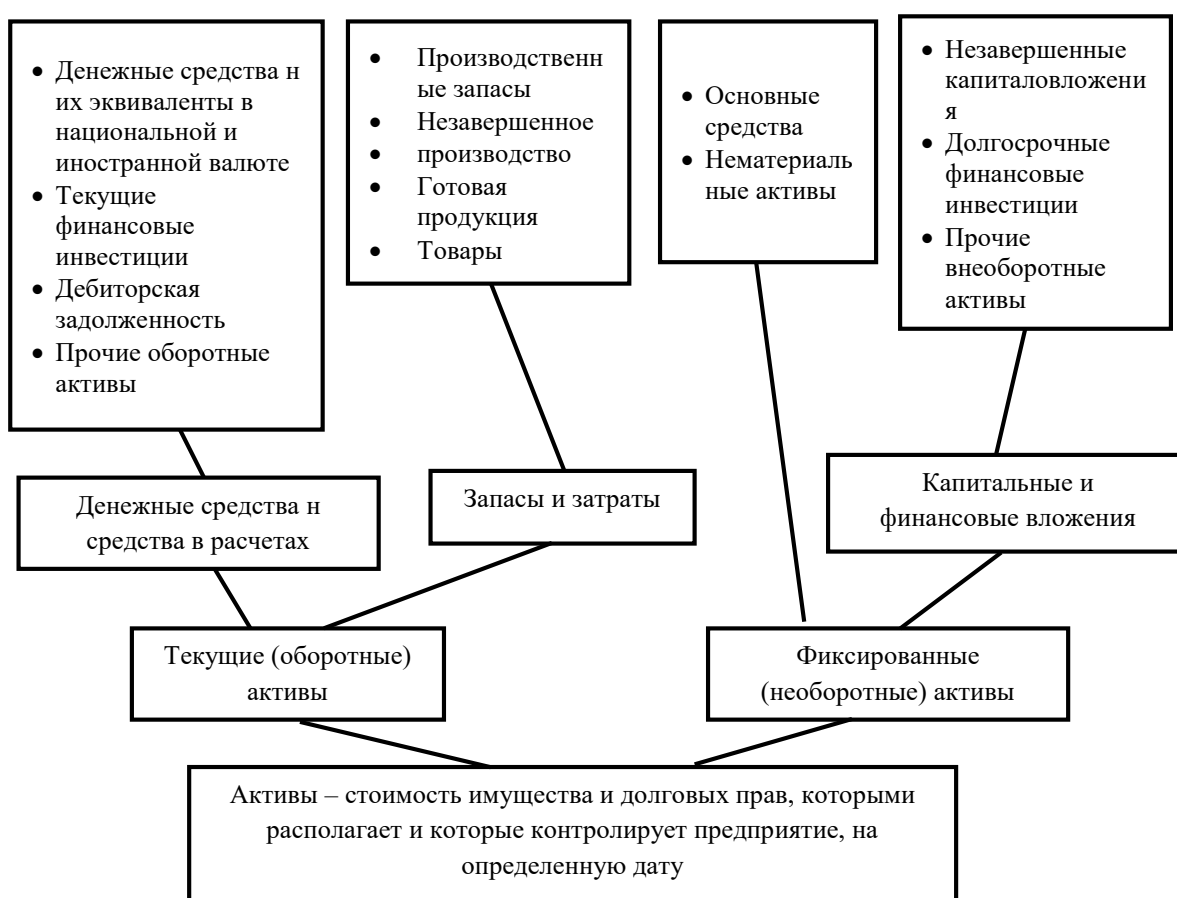 Денежные средства н
их эквиваленты в
национальной и
иностранной валюте
Текущие
финансовые
инвестиции
Дебиторская
задолженность
Прочие оборотные
активы
Производственн
ые запасы
Незавершенное
производство
Готовая
продукция
Товары
Основные
средства
Нематериаль
ные активы
Незавершенные
капиталовложени
я
Долгосрочные
финансовые
инвестиции
Прочие
внеоборотные
активы
Денежные средства н
средства в расчетах
Запасы и затраты
Капитальные и
финансовые вложения
Текущие (оборотные)
активы
Фиксированные
(необоротные) активы
Активы – стоимость имущества и долговых прав, которыми
располагает и которые контролирует предприятие, на
определенную дату